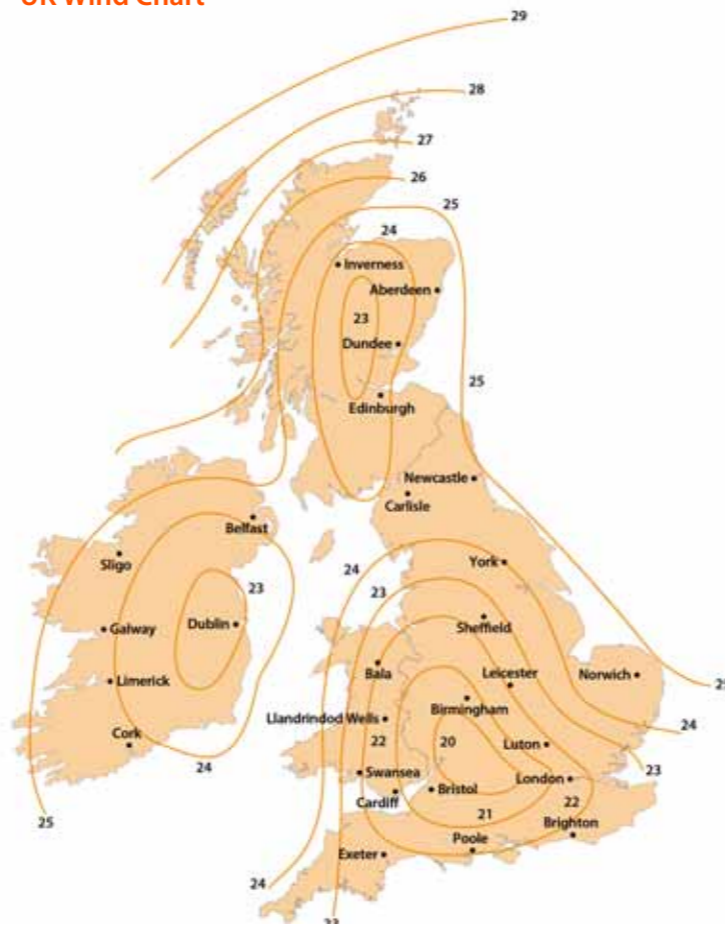 UK Wind Chart
29
28
27
26
25
24
Inverness
Aberdeen
23
Dundee
25
Edinburgh
Newcastle
Carlisle
Belfast
Sligo
24
York
23
23
Dublin
Galway
Sheffield
Bala
Leicester
Norwich
Limerick
25
Birmingham
Llandrindod Wells
24
Cork
22
20
Luton
24
Swansea
London
23
Cardiff
Bristol
22
21
25
Brighton
Poole
Exeter
24
23